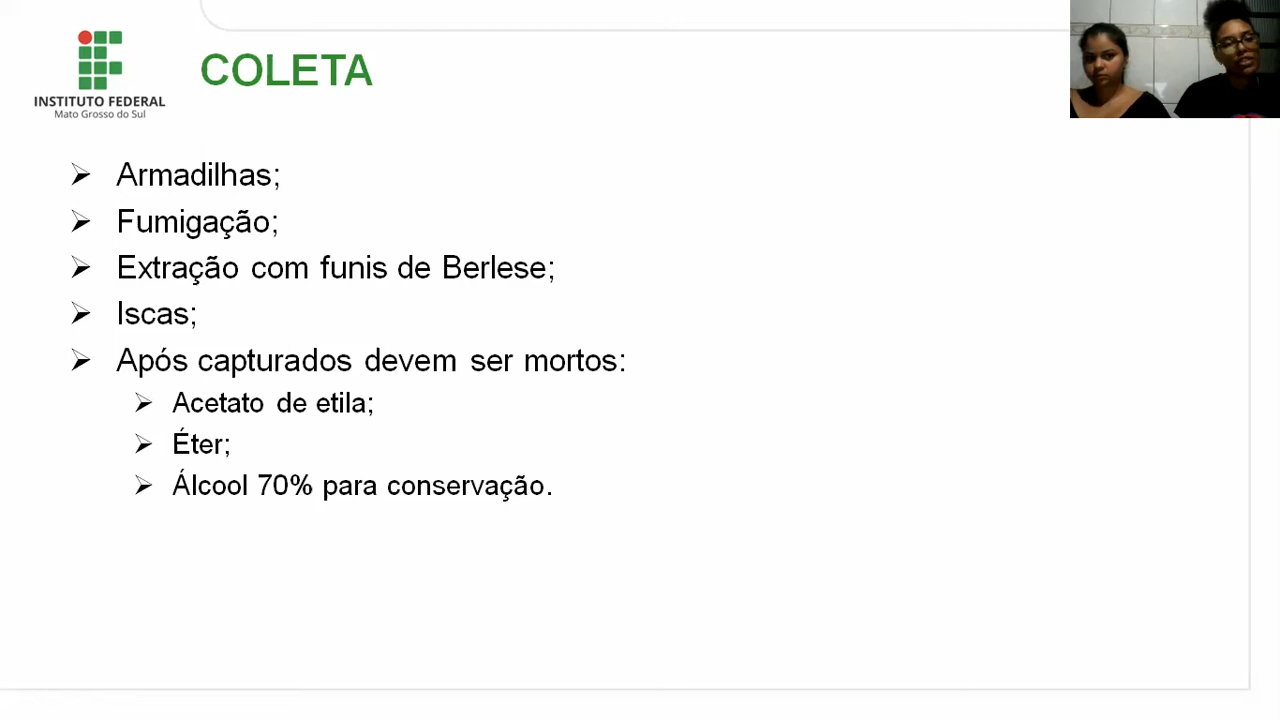 INSTITUTO FEDERAL
Mato Grosso do Sul
COLETA
Armadilhas;
Fumigação;
Extração com funis de Berlese;
Iscas;
Após capturados devem ser mortos:
Acetato de etila;
Éter;
Álcool 70% para conservação.